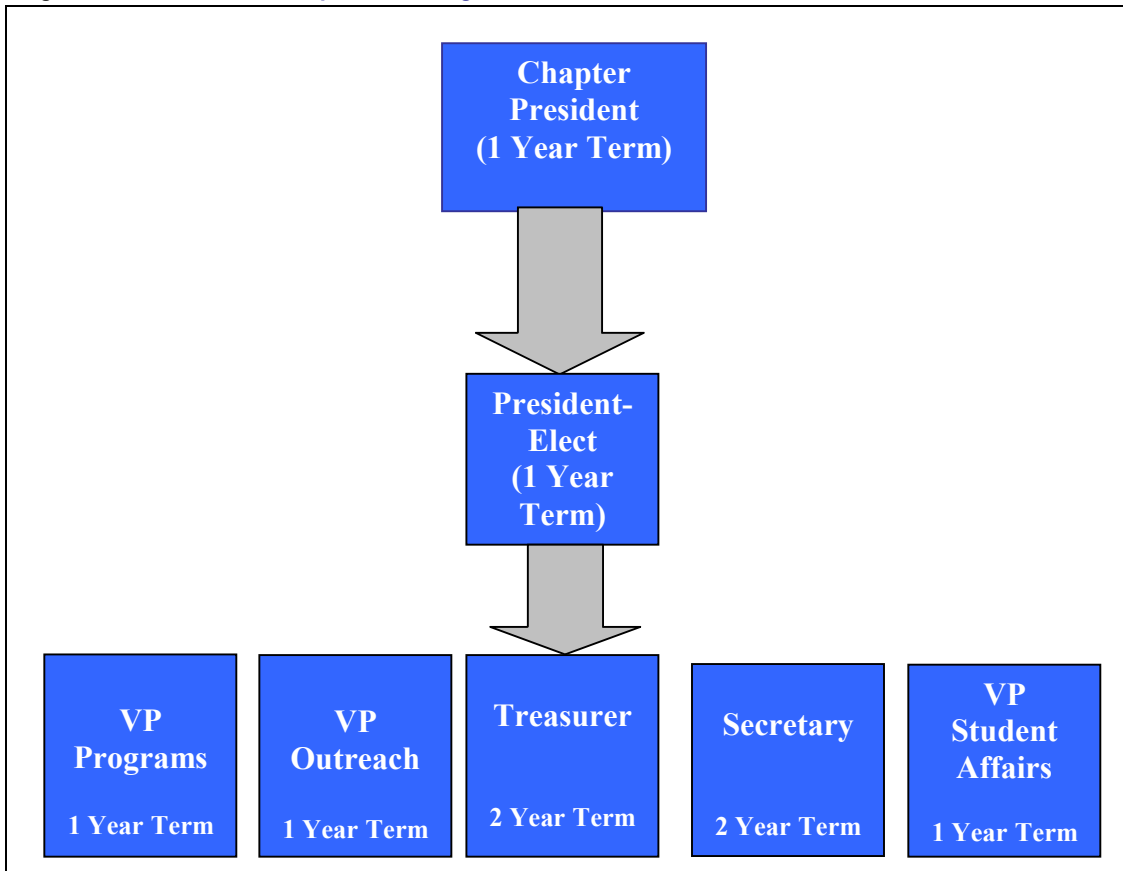 Chapter
President
(1 Year Term)
President-
Elect
(1 Year
Term)
VP
Programs
1 Year Term
VP
Outreach
1 Year Term
Treasurer
2 Year Term
Secretary
2 Year Term
VP
Student
Affairs
1 Year Term